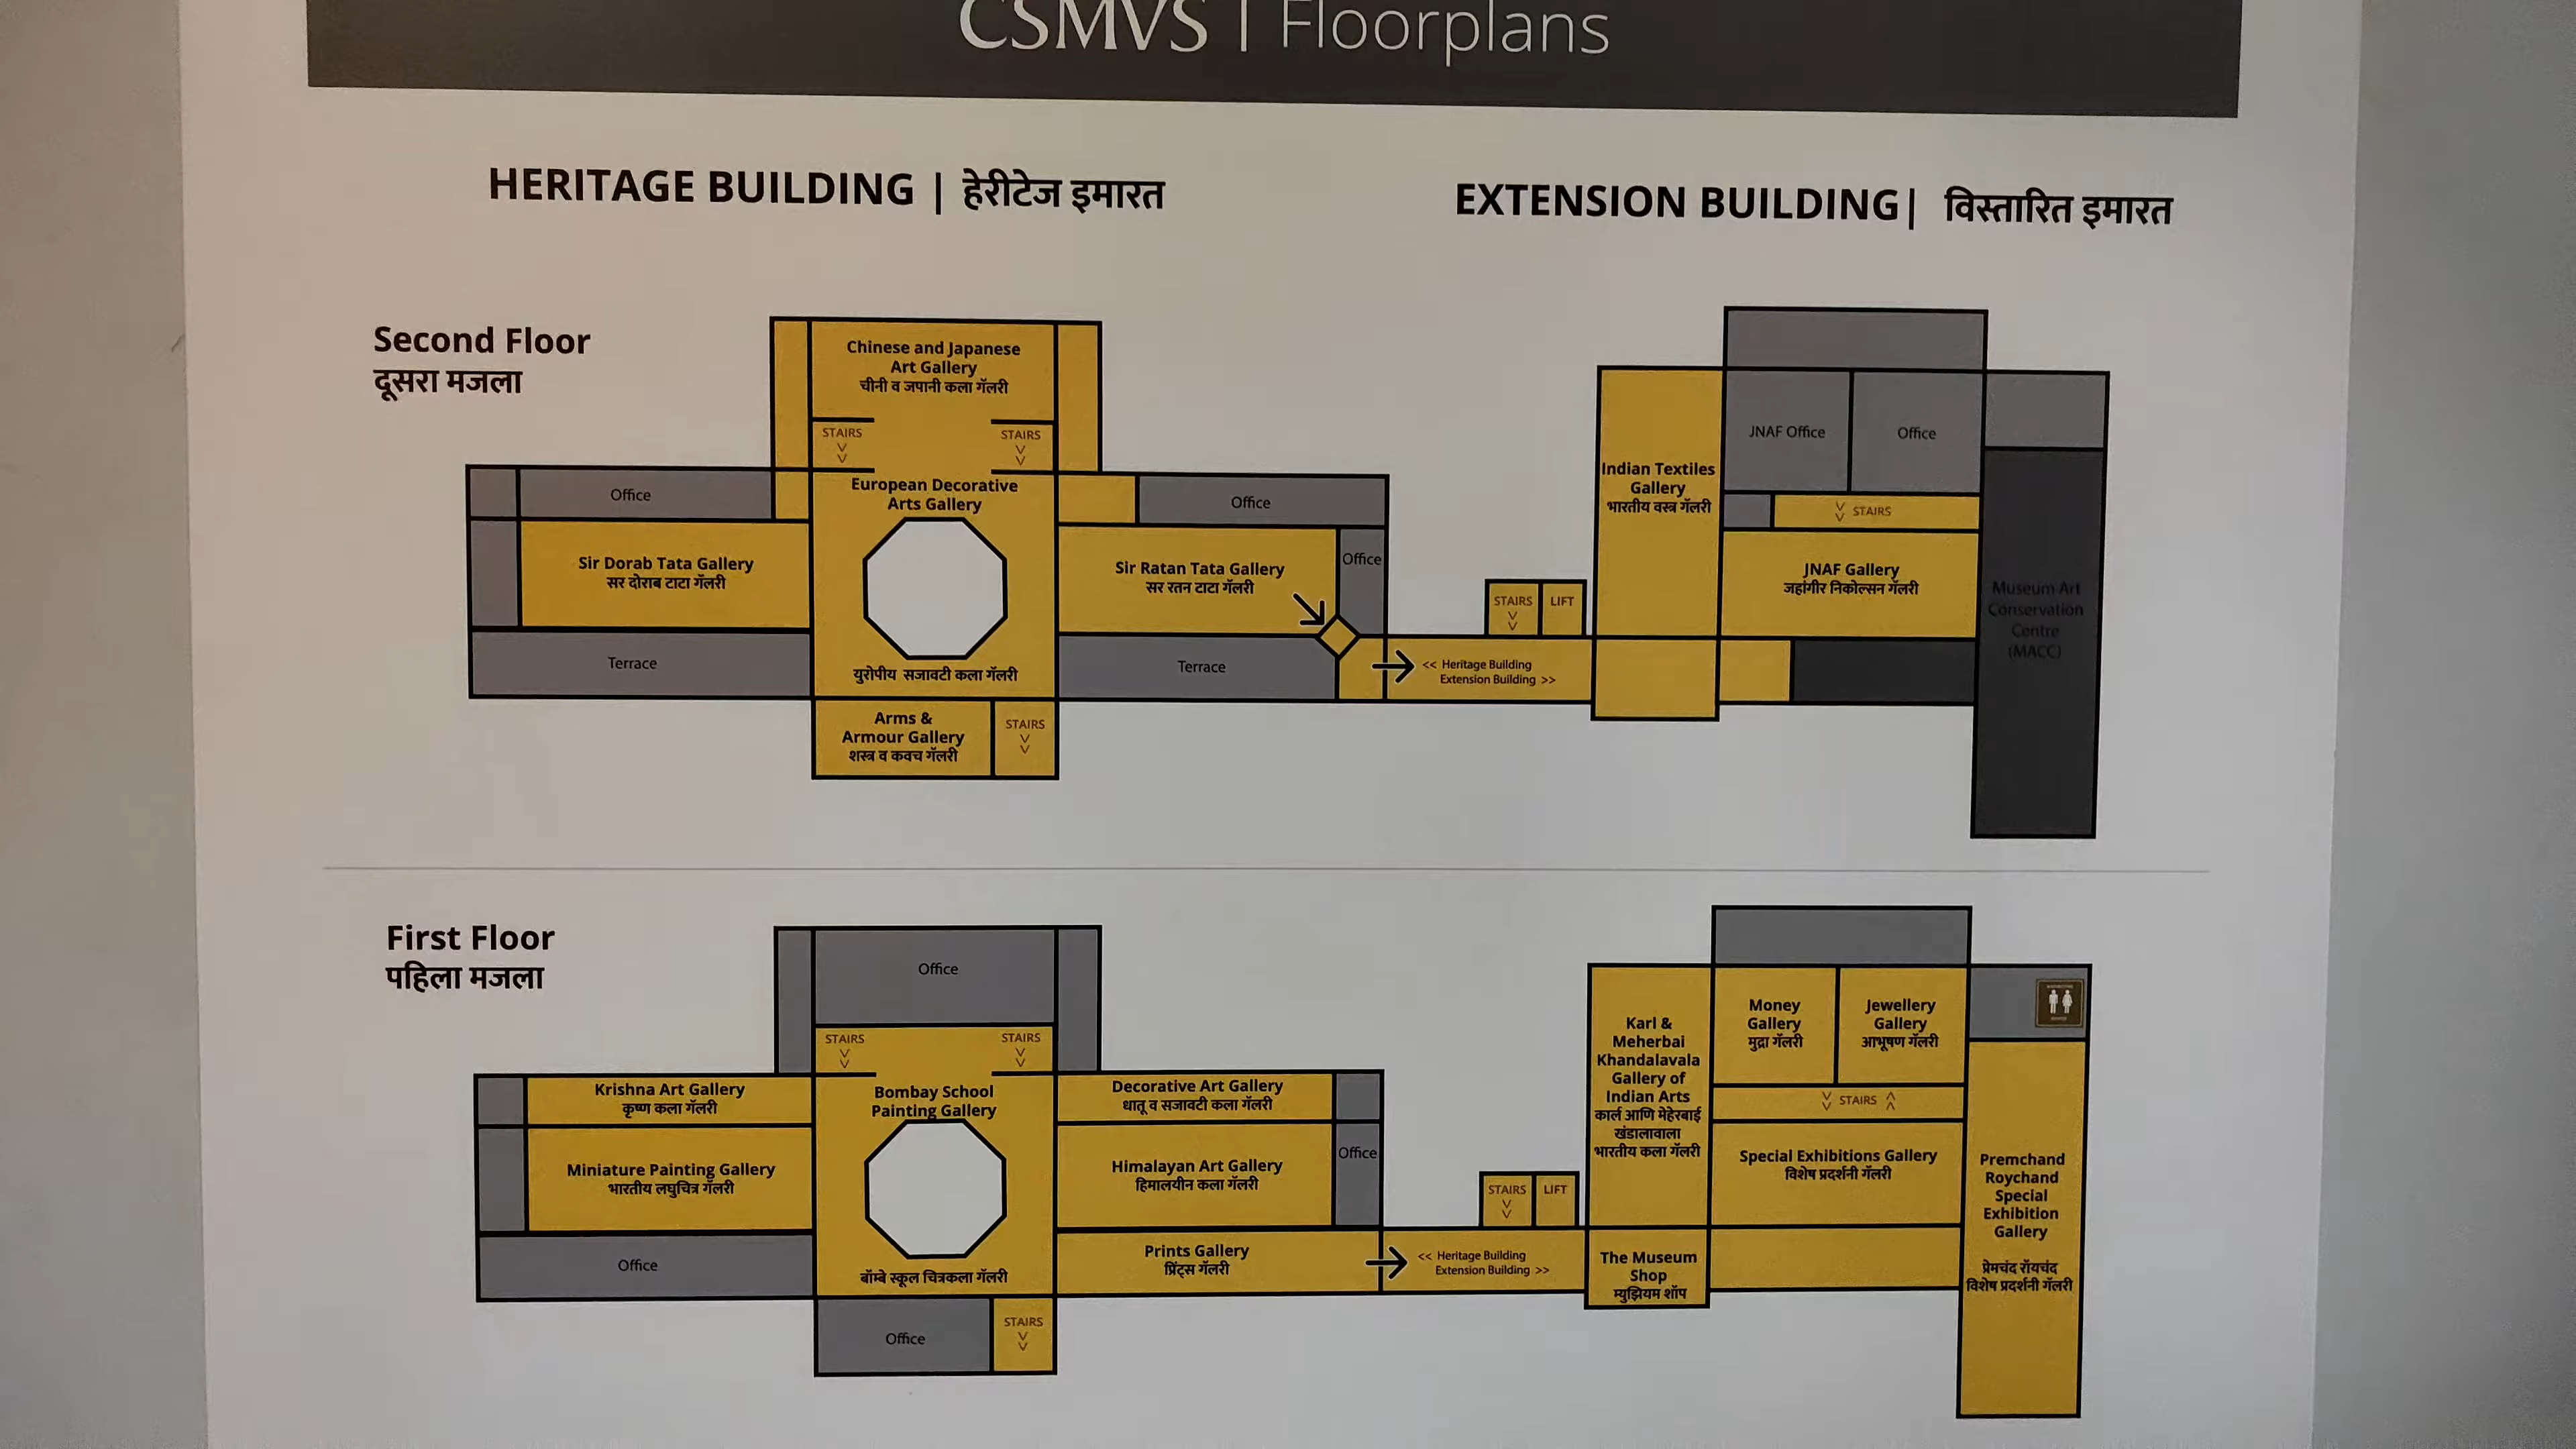 CSMVS | Floorplans
HERITAGE BUILDING | हेरीटेज इमारत
EXTENSION BUILDING| विस्तारित इमारत
Second Floor
दूसरा मजला
Chinese and Japanese
Art Gallery
चीनी व जपानी कला गॅलरी
STAIRS
STAIRS
Office
European Decorative
Arts Gallery
Office
Sir Dorab Tata Gallery
सर दोराब टाटा गॅलरी
Sir Ratan Tata Gallery
सर रतन टाटा गॅलरी
Office
Terrace
युरोपीय सजावटी कला गॅलरी
Terrace
Arms &
Armour Gallery
शस्त्र व कवच गॅलरी
STAIRS
STAIRS
LIFT
<< Heritage Building
Extension Building >>
Indian Textiles
Gallery
भारतीय वस्त्र गॅलरी
JNAF Office
Office
STAIRS
JNAF Gallery
जहांगीर निकोल्सन गॅलरी
Museum Art
Conservation
Centre
(MACC)
First Floor
पहिला मजला
Office
STAIRS
STAIRS
Krishna Art Gallery
कृष्ण कला गॅलरी
Bombay School
Painting Gallery
Decorative Art Gallery
धातू व सजावटी कला गॅलरी
Miniature Painting Gallery
भारतीय लघुचित्र गॅलरी
Himalayan Art Gallery
हिमालयीन कला गॅलरी
Office
Office
बॉम्बे स्कूल चित्रकला गॅलरी
Prints Gallery
प्रिंट्स गॅलरी
Office
STAIRS
STAIRS
LIFT
<< Heritage Building
Extension Building >>
Karl &
Meherbai
Khandalavala
Gallery of
Indian Arts
कार्ल आणि मेहेरबाई
खंडालावाला
भारतीय कला गॅलरी
The Museum
Shop
म्युझियम शॉप
Money
Gallery
मुद्रा गॅलरी
Jewellery
Gallery
आभूषण गॅलरी
STAIRS
Special Exhibitions Gallery
विशेष प्रदर्शनी गॅलरी
Premchand
Roychand
Special
Exhibition
Gallery
प्रेमचंद रॉयचंद
विशेष प्रदर्शनी गॅलरी